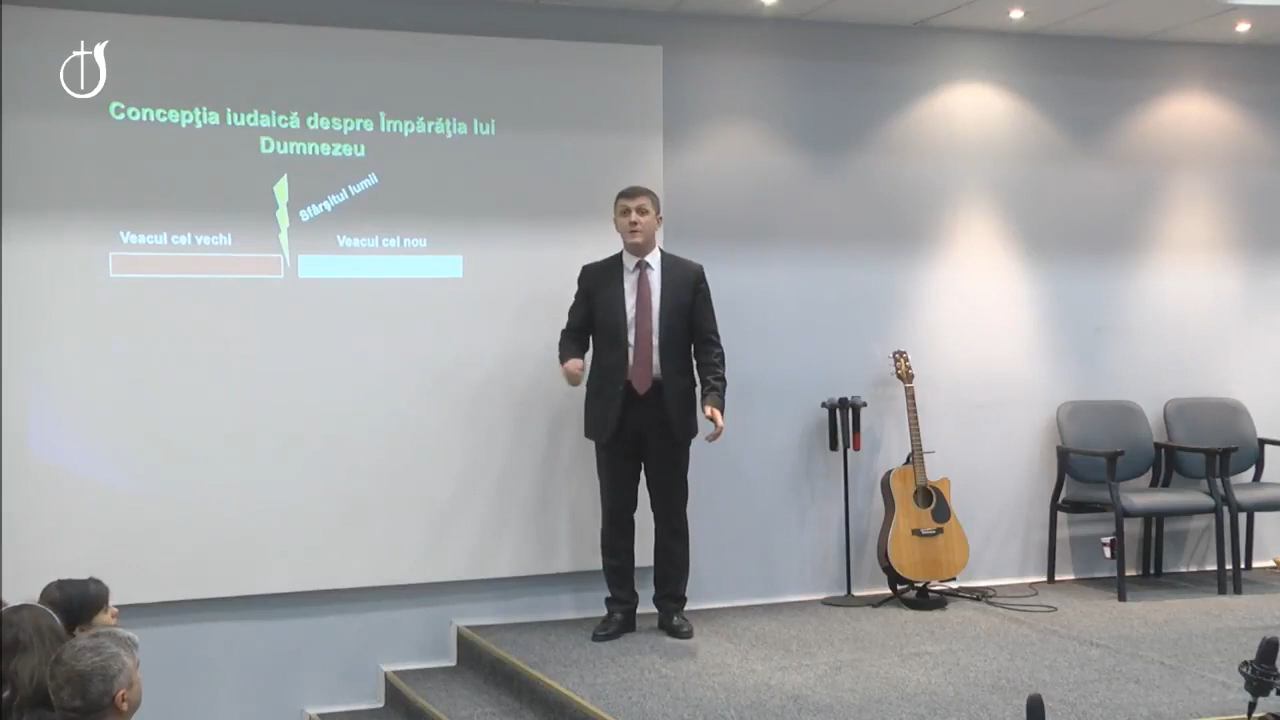 Concepţia iudaică despre Împărăţia lui
Dumnezeu
Sfârşitul lumii
Veacul cel vechi
Veacul cel nou